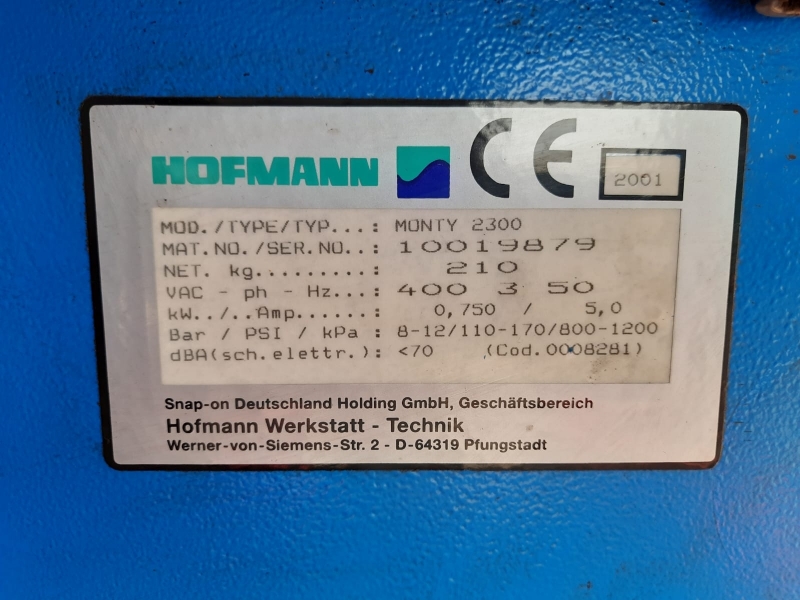 HOFMANN CE 2001
MOD./TYPE/TYP...: MONTY 2300
MAT.NO./SER.NO..: 10019879
NET. kg.........: 210
VAC - ph - Hz...: 400 3 50
kW../..Amp......: 0,750 / 5,0
Bar / PSI / kPa : 8-12/110-170/800-1200
dBA(sch.elettr.): <70 (Cod.0008281)
Snap-on Deutschland Holding GmbH, Geschäftsbereich
Hofmann Werkstatt - Technik
Werner-von-Siemens-Str. 2 - D-64319 Pfungstadt